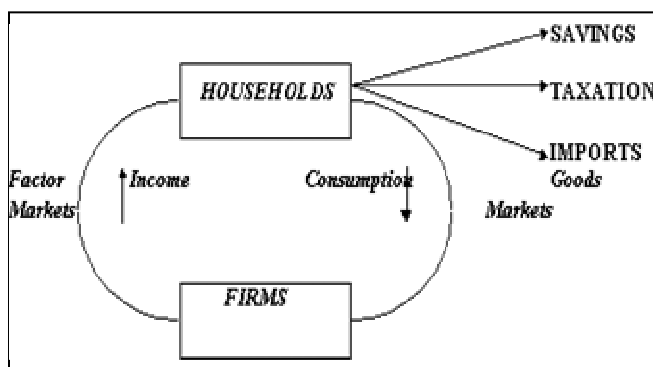 SAVINGS
HOUSEHOLDS
TAXATION
IMPORTS
Factor
Markets
Income
Consumption
Goods
Markets
FIRMS